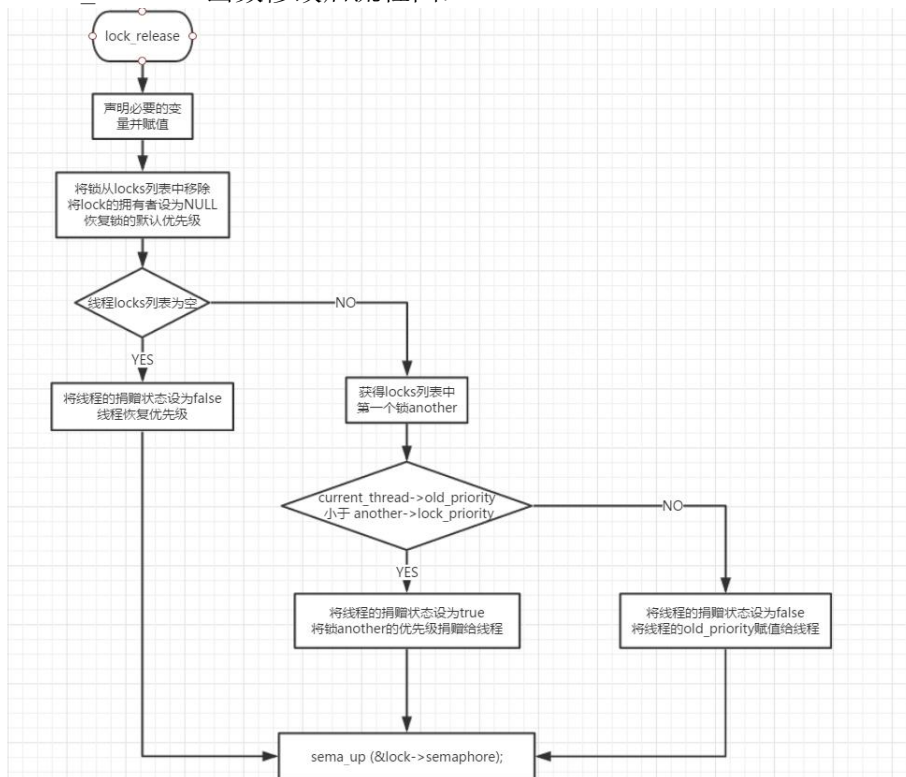 lock_release
声明必要的变
量并赋值
将锁从locks列表中移除
将lock的拥有者设为NULL
恢复锁的默认优先级
线程locks列表为空
NO
YES
将线程的捐赠状态设为false
线程恢复优先级
获得locks列表中
第一个锁another
current_thread->old_priority
小于 another->lock_priority
NO
YES
将线程的捐赠状态设为true
将锁another的优先级捐赠给线程
将线程的捐赠状态设为false
将线程的old_priority赋值给线程
sema_up (&lock->semaphore);